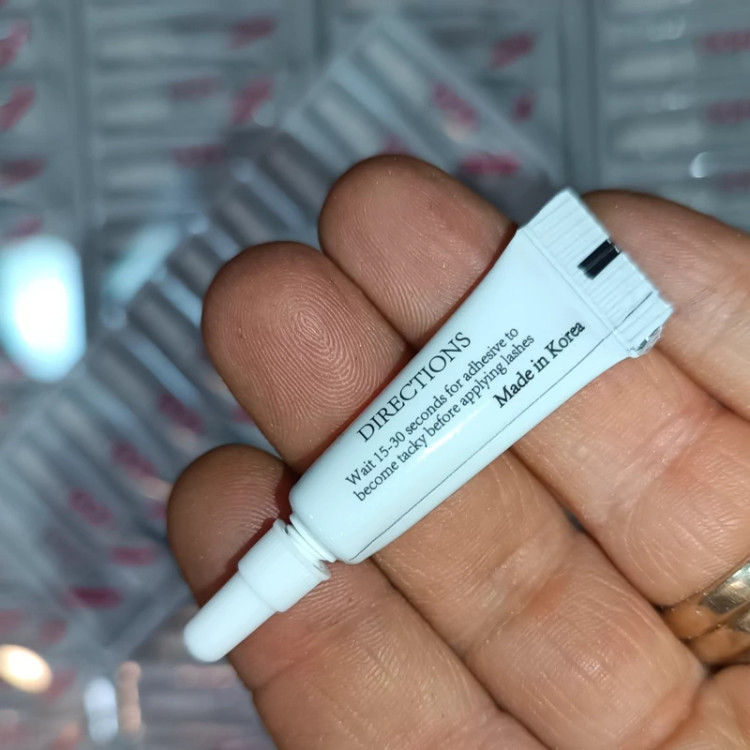 DIRECTIONS
Wait 15-30 seconds for adhesive to
become tacky before applying lashes
Made in Korea